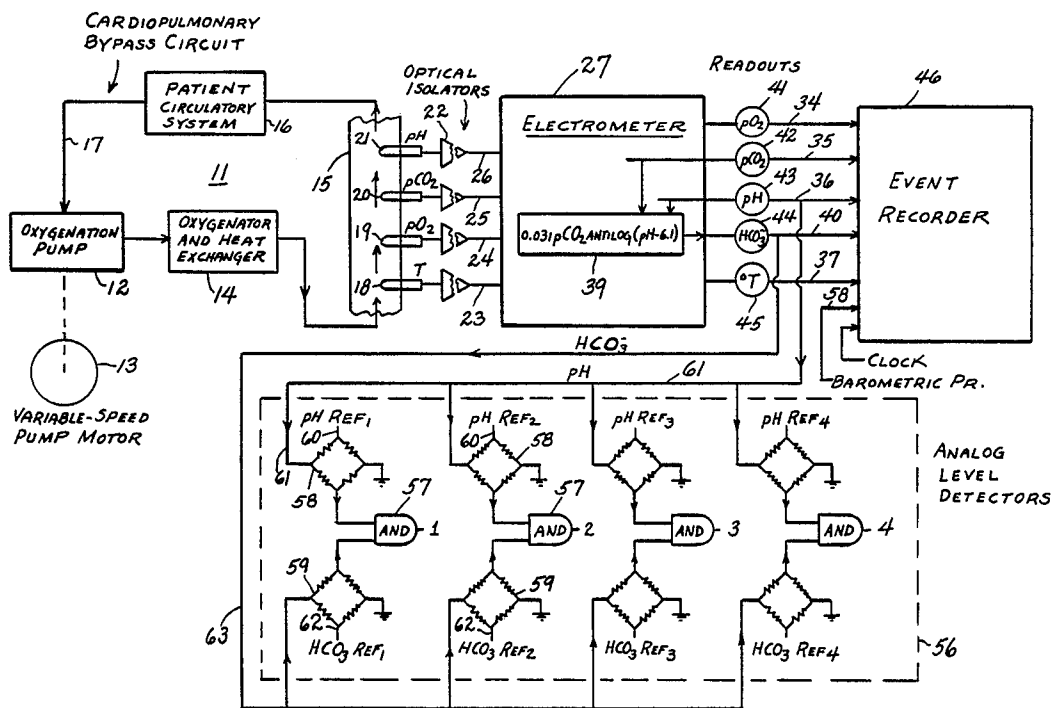 CARDIOPULMONARY
BYPASS CIRCUIT
PATIENT
CIRCULATORY
SYSTEM
16
17
11
OXYGENATION
PUMP
12
OXYGENATOR
AND HEAT
EXCHANGER
14
13
VARIABLE-SPEED
PUMP MOTOR
15
21
pH
20
pCO2
19
pO2
18
T
OPTICAL
ISOLATORS
22
26
25
24
23
27
ELECTROMETER
0.031pCO2ANTILOG(pH-6.1)
39
READOUTS
41
pO2
34
42
pCO2
35
43
pH
36
44
HCO3-
40
°T
37
45
58
46
EVENT
RECORDER
CLOCK
BAROMETRIC PR.
HCO3-
pH
61
pH REF1
60
61
58
57
AND
1
59
62
HCO3 REF1
pH REF2
60
58
57
AND
2
59
62
HCO3 REF2
pH REF3
AND
3
HCO3 REF3
pH REF4
AND
4
HCO3 REF4
ANALOG
LEVEL
DETECTORS
63
56